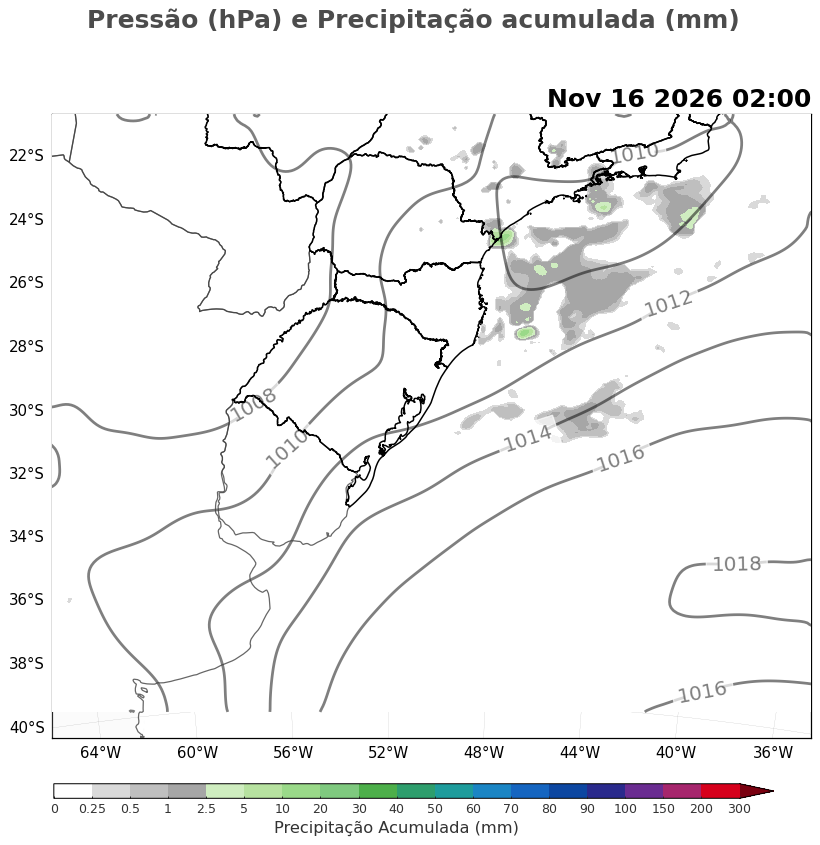 Pressão (hPa) e Precipitação acumulada (mm)
Nov 16 2026 02:00
22°S
24°S
26°S
28°S
30°S
32°S
34°S
36°S
38°S
40°S
1010
1012
1008
1010
1014
1016
1018
1016
64°W 60°W 56°W 52°W 48°W 44°W 40°W 36°W
0 0.25 0.5 1 2.5 5 10 20 30 40 50 60 70 80 90 100 150 200 300
Precipitação Acumulada (mm)